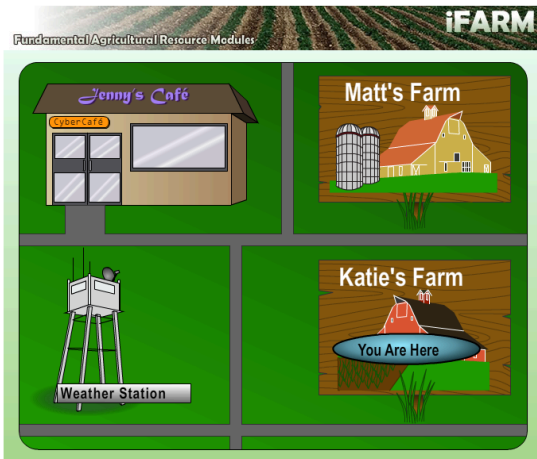 iFARM
Fundamental Agricultural Resource Modules
Jenny's Café
CyberCafé
Matt's Farm
Katie's Farm
You Are Here
Weather Station